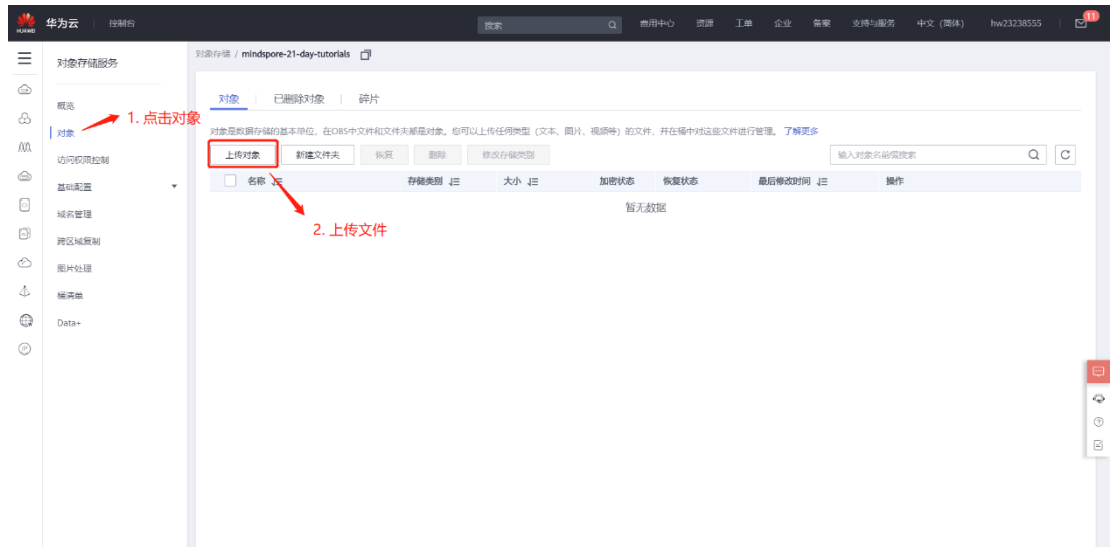 HUAWEI 华为云 控制台 搜索 费用中心 资源 工单 企业 备案 支持与服务 中文 (简体) hw23238555 11
对象存储服务
对象存储 / mindspore-21-day-tutorials
概览
对象
访问权限控制
基础配置
域名管理
跨区域复制
图片处理
桶清单
Data+
1. 点击对象
对象 已删除对象 碎片
对象是数据存储的基本单位，在OBS中文件和文件夹都是对象。您可以上传任何类型（文本、图片、视频等）的文件，并在桶中对这些文件进行管理。 了解更多
上传对象 新建文件夹 恢复 删除 修改存储类别 输入对象名前缀搜索
名称 存储类别 大小 加密状态 恢复状态 最后修改时间 操作
暂无数据
2. 上传文件
IP